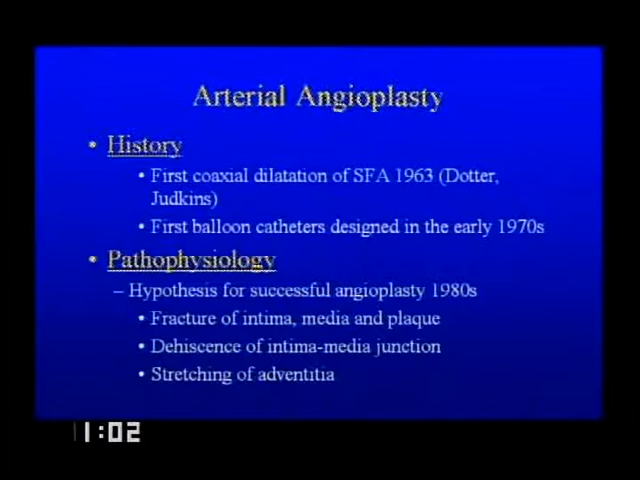 Arterial Angioplasty
• History
• First coaxial dilatation of SFA 1963 (Dotter,
Judkins)
• First balloon catheters designed in the early 1970s
• Pathophysiology
– Hypothesis for successful angioplasty 1980s
• Fracture of intima, media and plaque
• Dehiscence of intima-media junction
• Stretching of adventitia
1:02